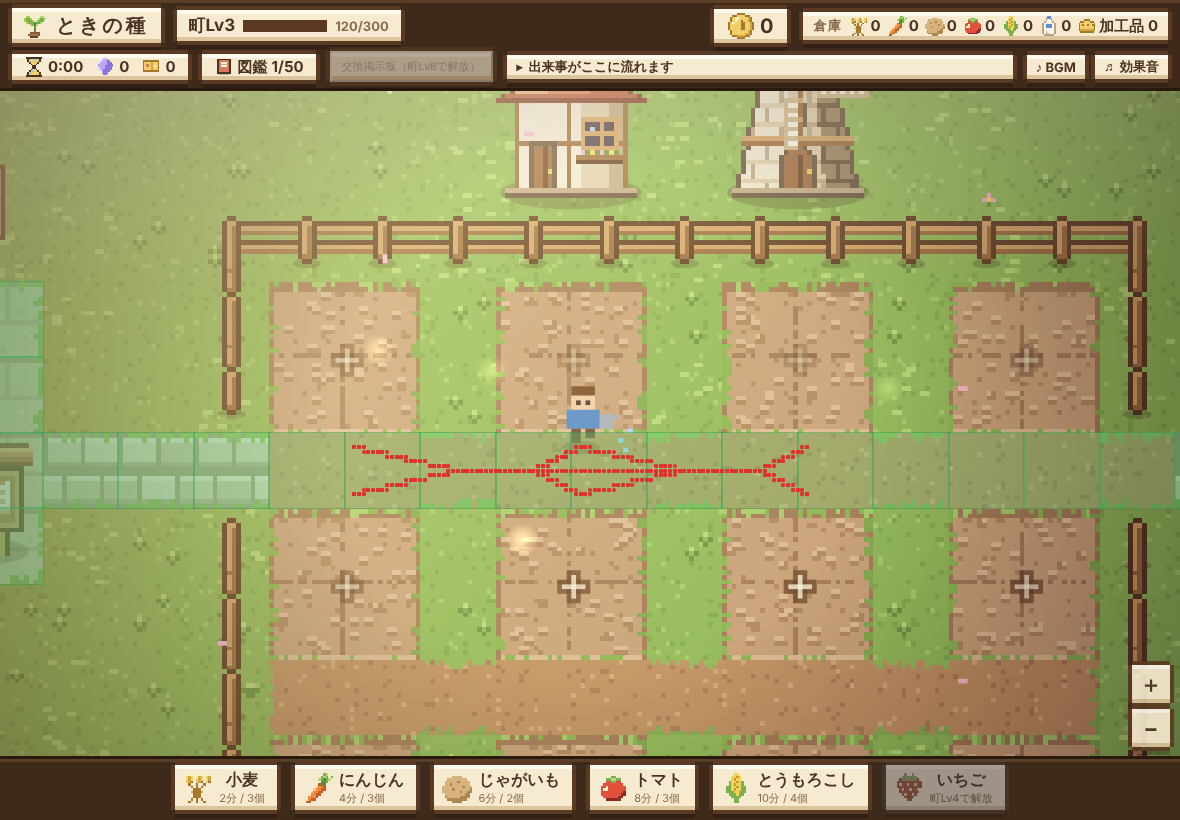 ときの種
町Lv3 120/300
0
倉庫 0 0 0 0 0 0 加工品 0
0:00 0 0
図鑑 1/50
交換掲示板（町Lv8で解放）
▸ 出来事がここに流れます
♪ BGM
♬ 効果音
+
−
小麦
2分 / 3個
にんじん
4分 / 3個
じゃがいも
6分 / 2個
トマト
8分 / 3個
とうもろこし
10分 / 4個
いちご
町Lv4で解放